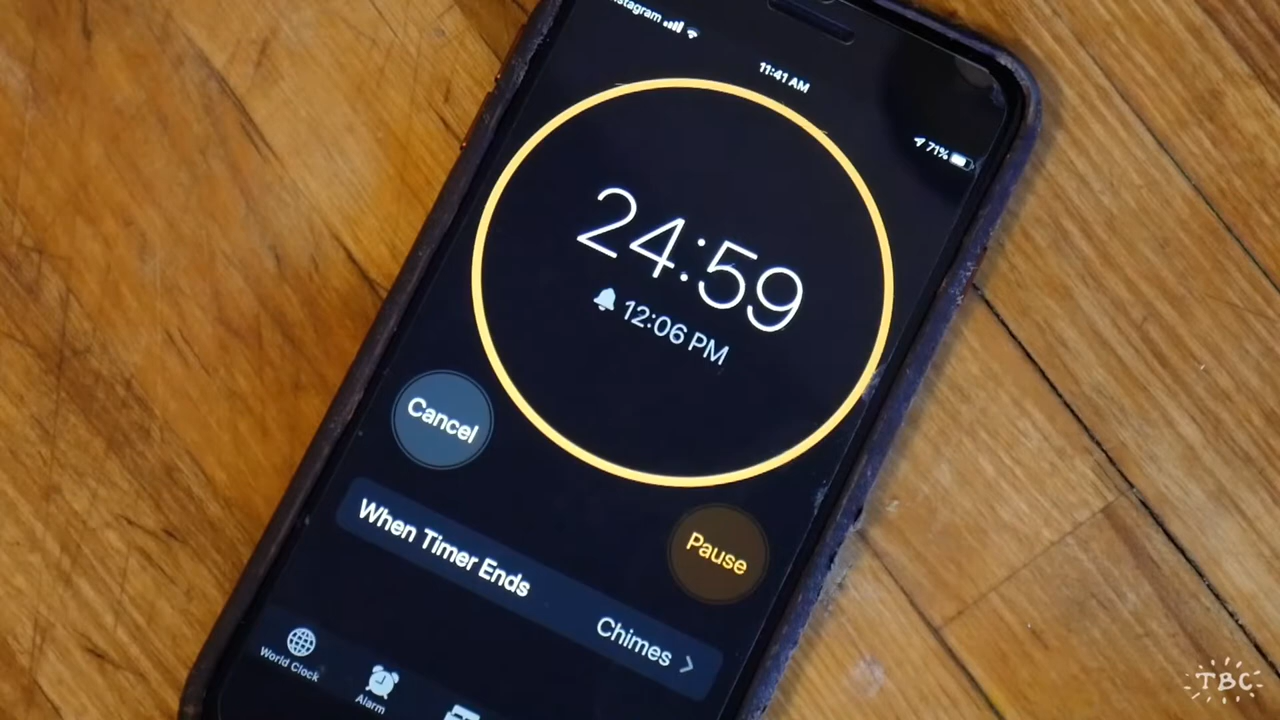 nstagram
11:41 AM
71%
24:59
12:06 PM
Cancel
Pause
When Timer Ends
Chimes
World Clock
Alarm
TBC